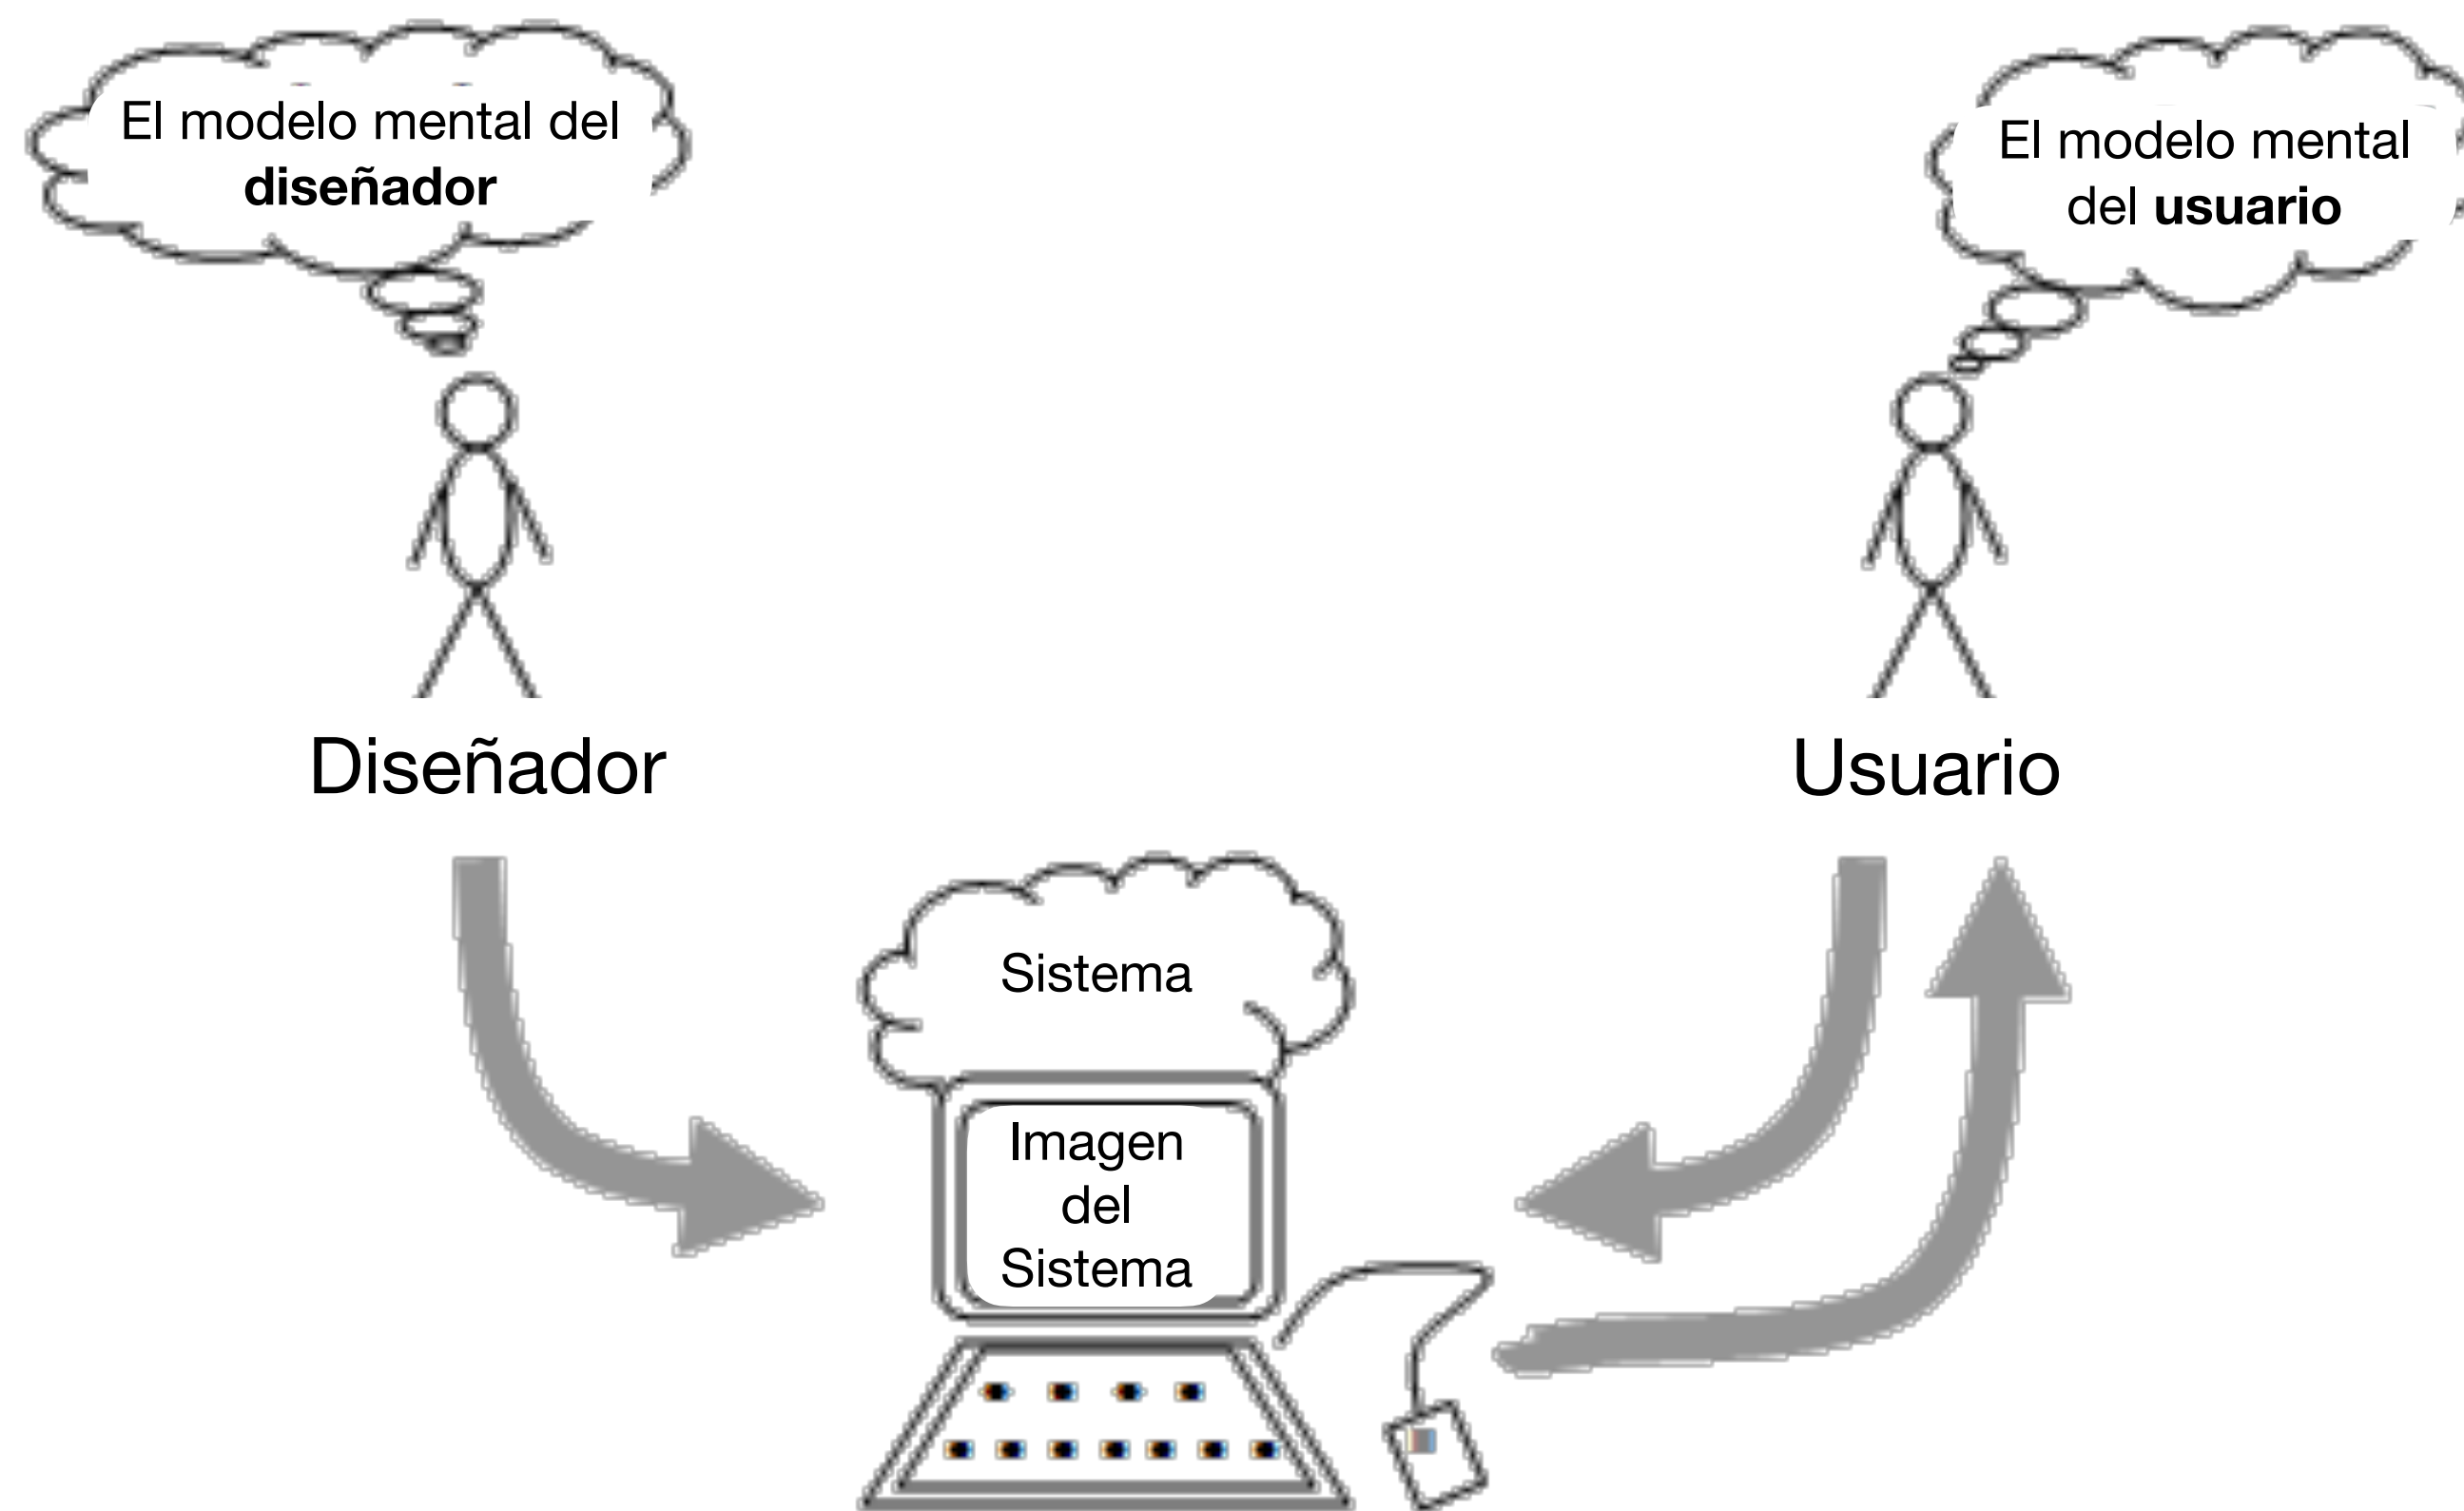 El modelo mental del
diseñador
El modelo mental
del usuario
Diseñador
Usuario
Sistema
Imagen
del
Sistema